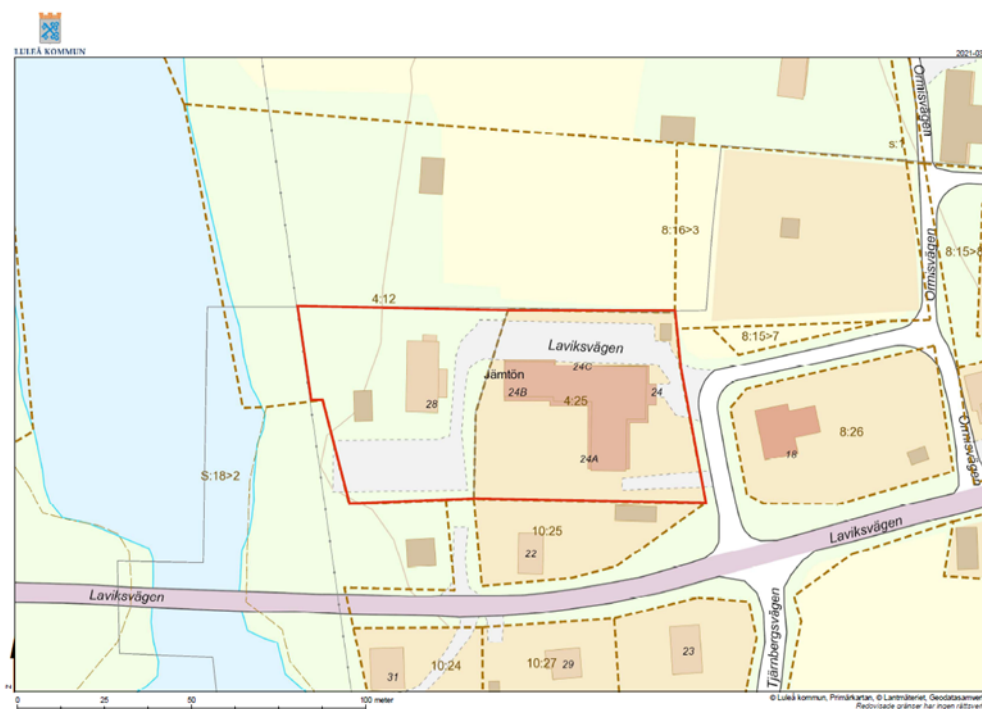 LULEÅ KOMMUN
2021-03
Ormisvägen
s:1
8:16>3
Ormisvägen
8:15>8
4:12
8:15>7
Laviksvägen
24C
Jämtön
24B
24
28
4:25
8:26
24A
18
Ormisvägen
S:18>2
10:25
22
Laviksvägen
Laviksvägen
Tjärnbergsvägen
10:24
10:27
29
23
31
0 25 50 100 meter
© Luleå kommun, Primärkartan, © Lantmäteriet, Geodatasamver
Redovisade gränser har ingen rättsver